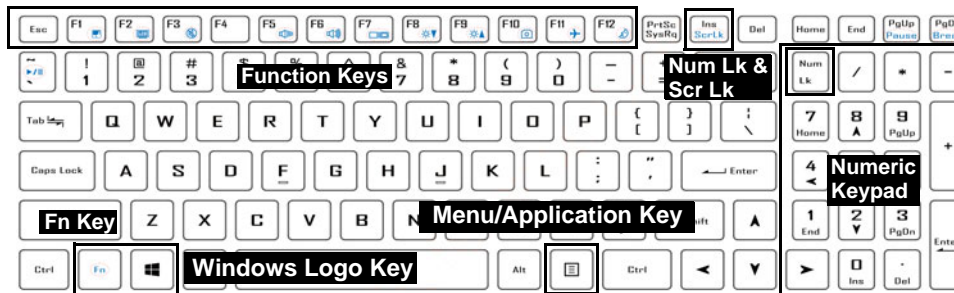 Esc F1 F2 F3 F4 F5 F6 F7 F8 F9 F10 F11 F12 PrtSc SysRq Ins ScrLk Del Home End PgUp Pause
~ ` ! 1 @ 2 # 3 & 7 * 8 ( 9 ) 0 — - Num Lk / * -
Function Keys
Num Lk &
Scr Lk
Tab Q W E R T Y U I O P { [ } ] \ 7 Home 8 9 PgUp +
Caps Lock A S D F G H J K L : ; " ' Enter 4
Numeric
Keypad
Fn Key
Z X C V B N
Menu/Application Key
1 End 2 3 PgDn
Ctrl Fn
Windows Logo Key
Alt Ctrl 0 Ins . Del